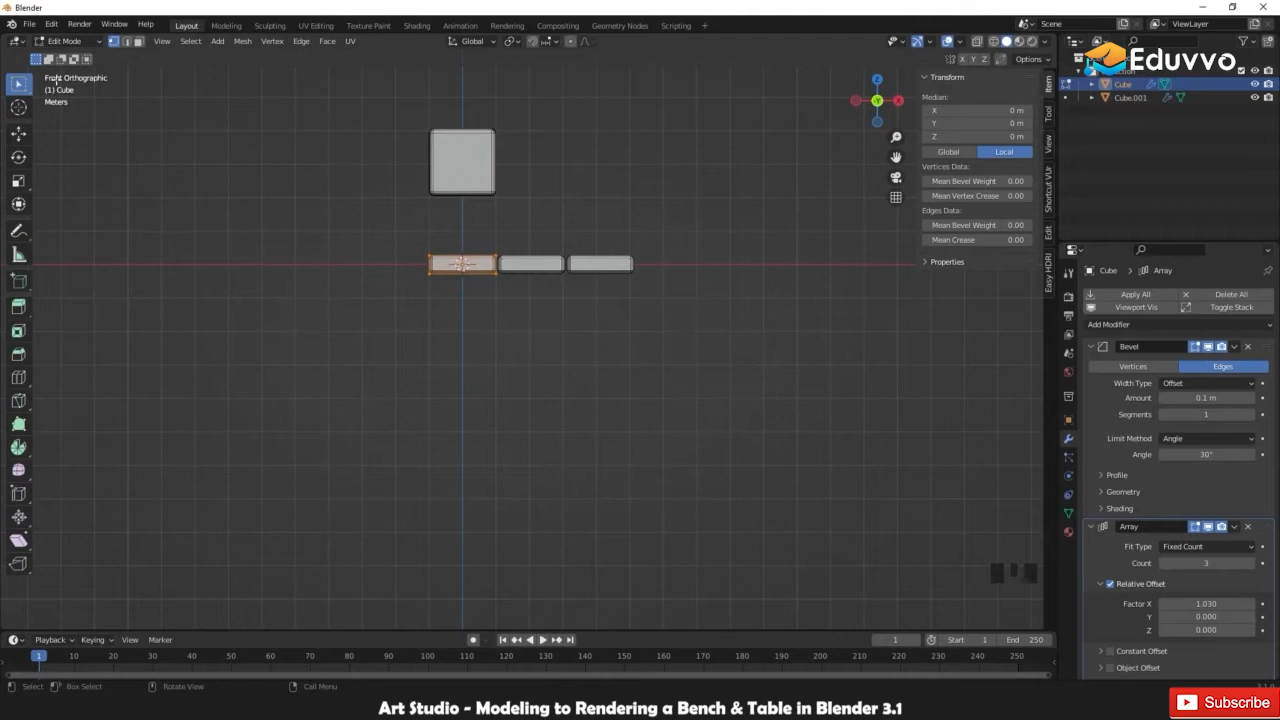 Blender
File Edit Render Window Help Layout Modeling Sculpting UV Editing Texture Paint Shading Animation Rendering Compositing Geometry Nodes Scripting + Scene ViewLayer
Edit Mode View Select Add Mesh Vertex Edge Face UV Global
X Y Z Options
Eduvvo
Front Orthographic
(1) Cube
Meters
Cube
Cube.001
Transform
Median:
X 0 m
Y 0 m
Z 0 m
Global Local
Vertices Data:
Mean Bevel Weight 0.00
Mean Vertex Crease 0.00
Edges Data:
Mean Bevel Weight 0.00
Mean Crease 0.00
Properties
Item
Tool
View
Shortcut VUr
Edit
Easy HDRI
Z
Y
Cube Array
Apply All Delete All
Viewport Vis Toggle Stack
Add Modifier
Bevel
Vertices Edges
Width Type Offset
Amount 0.1 m
Segments 1
Limit Method Angle
Angle 30°
Profile
Geometry
Shading
Array
Fit Type Fixed Count
Count 3
Relative Offset
Factor X 1.030
Y 0.000
Z 0.000
Constant Offset
Object Offset
Playback Keying View Marker 1 Start 1 End 250
1 10 20 30 40 50 60 70 80 90 100 110 120 130 140 150 160 170 180 190 200 210 220 230 240 250
Select Box Select Rotate View Call Menu
Art Studio - Modeling to Rendering a Bench & Table in Blender 3.1
Subscribe